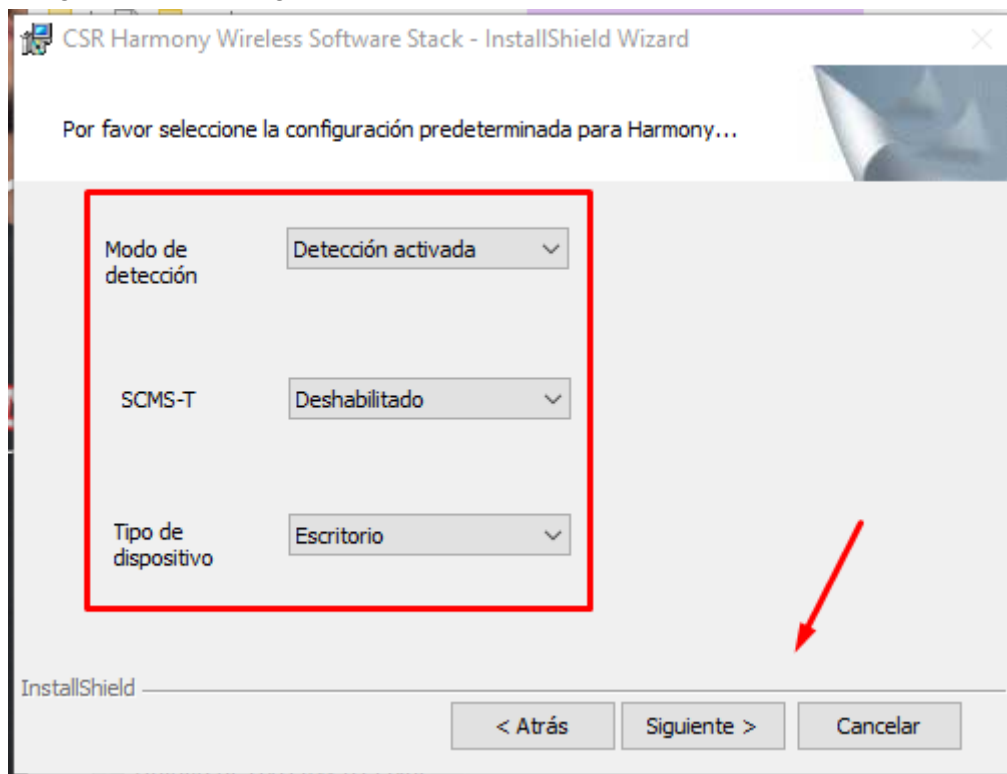 CSR Harmony Wireless Software Stack - InstallShield Wizard
Por favor seleccione la configuración predeterminada para Harmony...
Modo de
detección
Detección activada
SCMS-T
Deshabilitado
Tipo de
dispositivo
Escritorio
InstallShield
< Atrás
Siguiente >
Cancelar